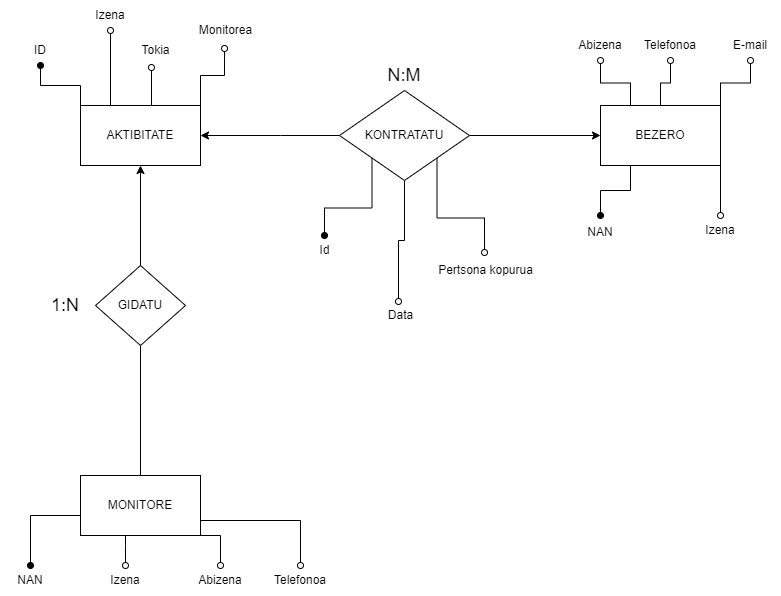 Izena
Monitorea
ID
Tokia
AKTIBITATE
N:M
KONTRATATU
Id
Data
Pertsona kopurua
Abizena
Telefonoa
E-mail
BEZERO
NAN
Izena
1:N
GIDATU
MONITORE
NAN
Izena
Abizena
Telefonoa